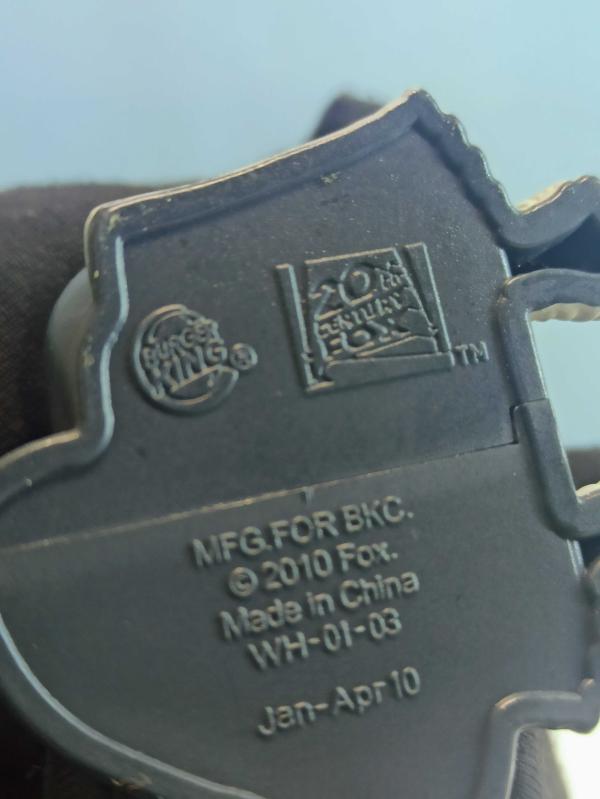 BURGER
KING®
20TH
CENTURY
FOX
TM
MFG.FOR BKC.
© 2010 Fox.
Made in China
WH-01-03
Jan-Apr 10